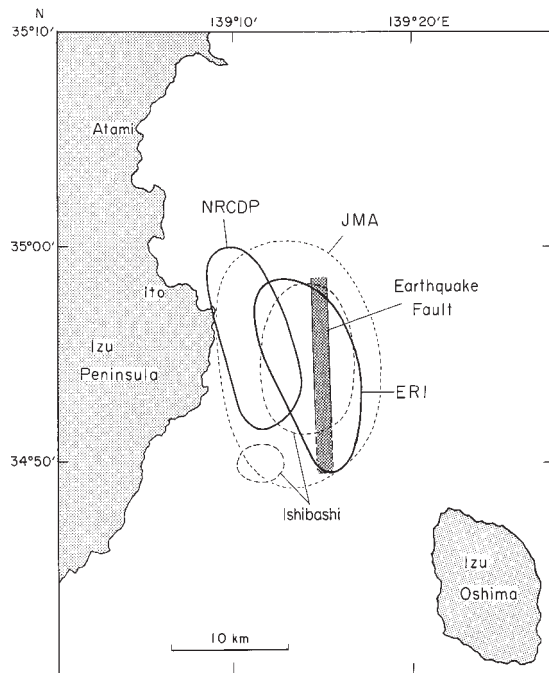 N
139°10'
139°20'E
35°10'
Atami
NRCDP
JMA
35°00'
Ito
Earthquake
Fault
Izu
Peninsula
ERI
34°50'
Ishibashi
Izu
Oshima
10 km